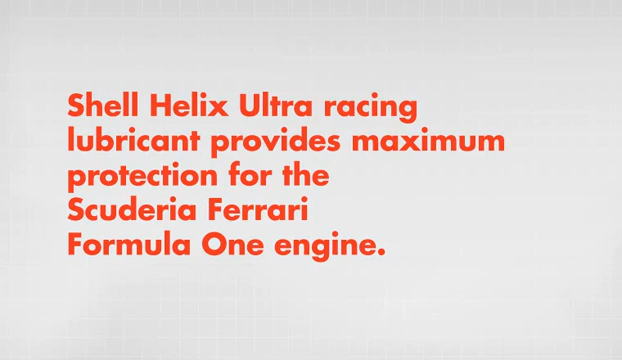 Shell Helix Ultra racing
lubricant provides maximum
protection for the
Scuderia Ferrari
Formula One engine.